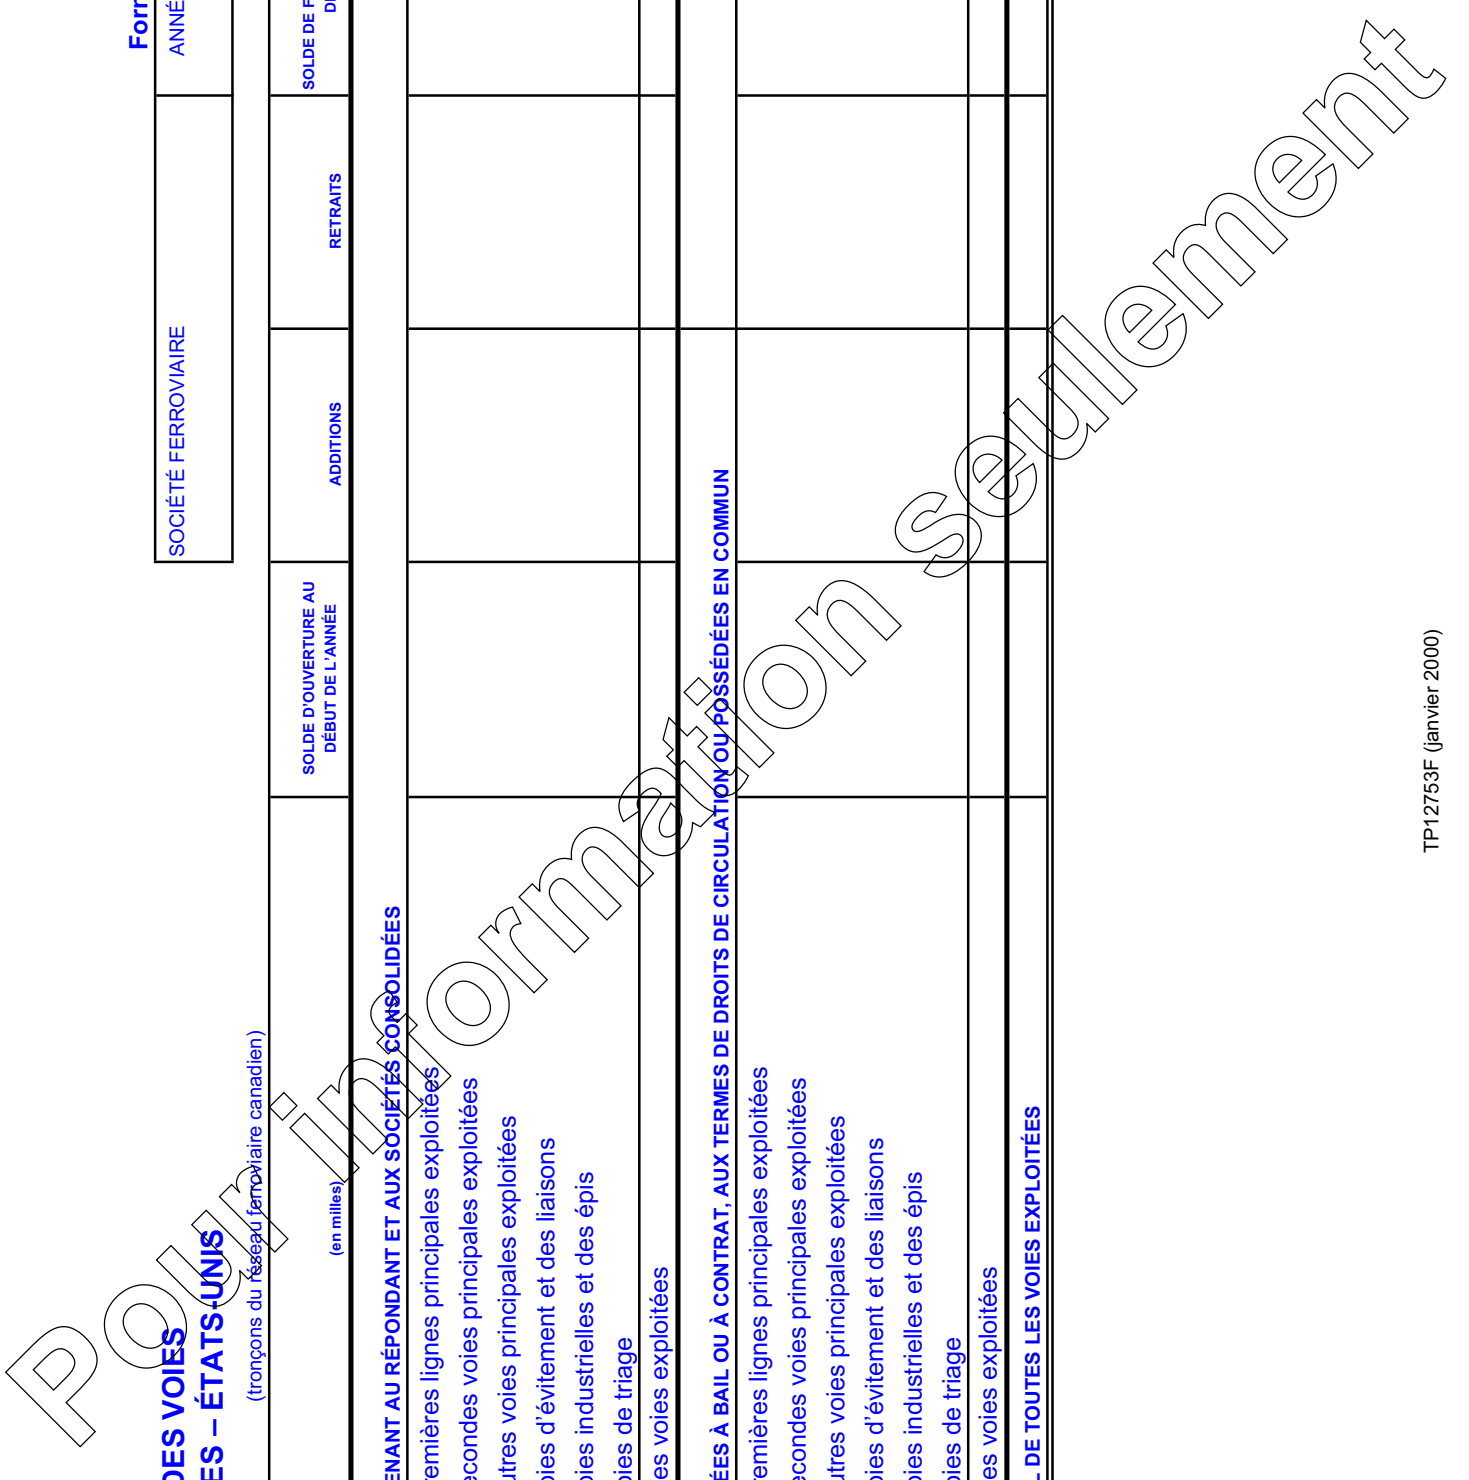 DES VOIES
ES – ÉTATS-UNIS
(tronçons du réseau ferroviaire canadien)
SOCIÉTÉ FERROVIAIRE
(en milles)
SOLDE D'OUVERTURE AU
DÉBUT DE L'ANNÉE
ADDITIONS
RETRAITS
SOLDE DE
ENANT AU RÉPONDANT ET AUX SOCIÉTÉS CONSOLIDÉES
remières lignes principales exploitées
econdes voies principales exploitées
utres voies principales exploitées
oies d'évitement et des liaisons
oies industrielles et des épis
oies de triage
es voies exploitées
ÉES À BAIL OU À CONTRAT, AUX TERMES DE DROITS DE CIRCULATION OU POSSÉDÉES EN COMMUN
remières lignes principales exploitées
econdes voies principales exploitées
utres voies principales exploitées
oies d'évitement et des liaisons
oies industrielles et des épis
oies de triage
es voies exploitées
DE TOUTES LES VOIES EXPLOITÉES
TP12753F (janvier 2000)
Pour information seulement